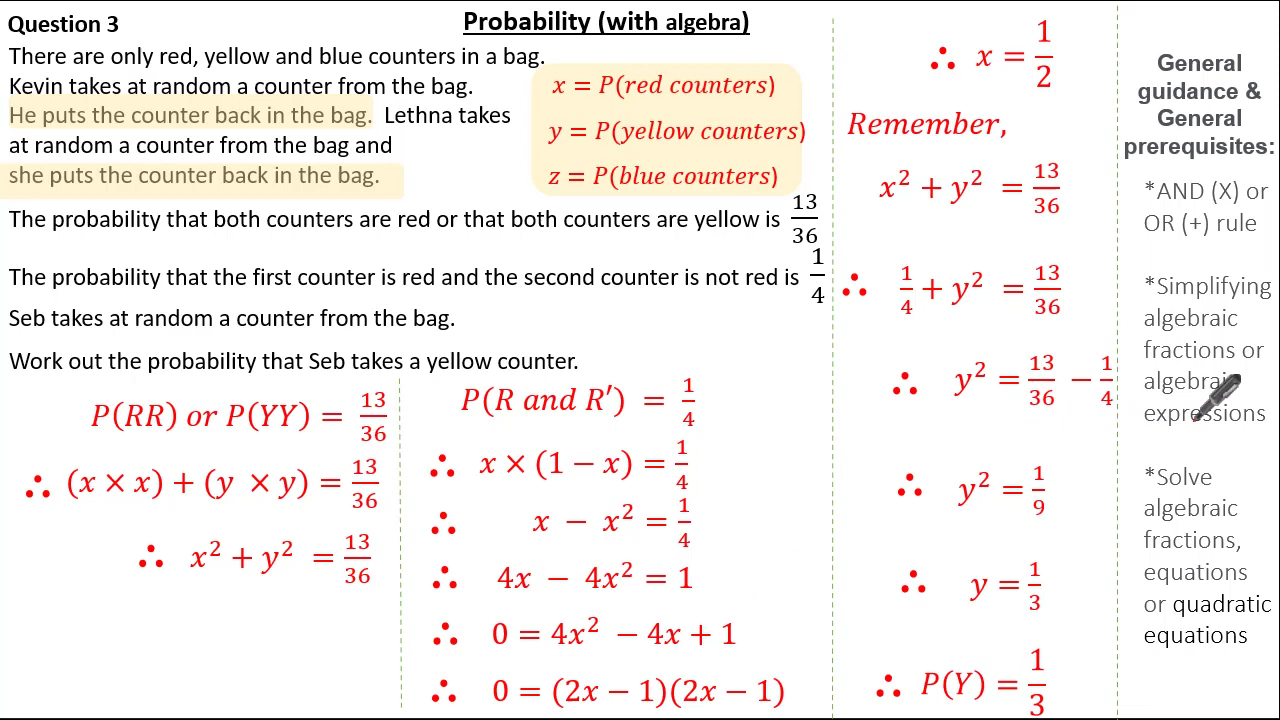 Probability (with algebra)
Question 3
There are only red, yellow and blue counters in a bag.
Kevin takes at random a counter from the bag.
He puts the counter back in the bag. Lethna takes
at random a counter from the bag and
she puts the counter back in the bag.
x = P(red counters)
y = P(yellow counters)
z = P(blue counters)
The probability that both counters are red or that both counters are yellow is 13/36
The probability that the first counter is red and the second counter is not red is 1/4
Seb takes at random a counter from the bag.
Work out the probability that Seb takes a yellow counter.
P(RR) or P(YY) = 13/36
∴ (x × x) + (y × y) = 13/36
∴ x² + y² = 13/36
P(R and R′) = 1/4
∴ x × (1 − x) = 1/4
∴ x − x² = 1/4
∴ 4x − 4x² = 1
∴ 0 = 4x² − 4x + 1
∴ 0 = (2x − 1)(2x − 1)
∴ x = 1/2
Remember,
x² + y² = 13/36
∴ 1/4 + y² = 13/36
∴ y² = 13/36 − 1/4
∴ y² = 1/9
∴ y = 1/3
∴ P(Y) = 1/3
General
guidance &
General
prerequisites:
*AND (X) or
OR (+) rule
*Simplifying
algebraic
fractions or
algebraic
expressions
*Solve
algebraic
fractions,
equations
or quadratic
equations